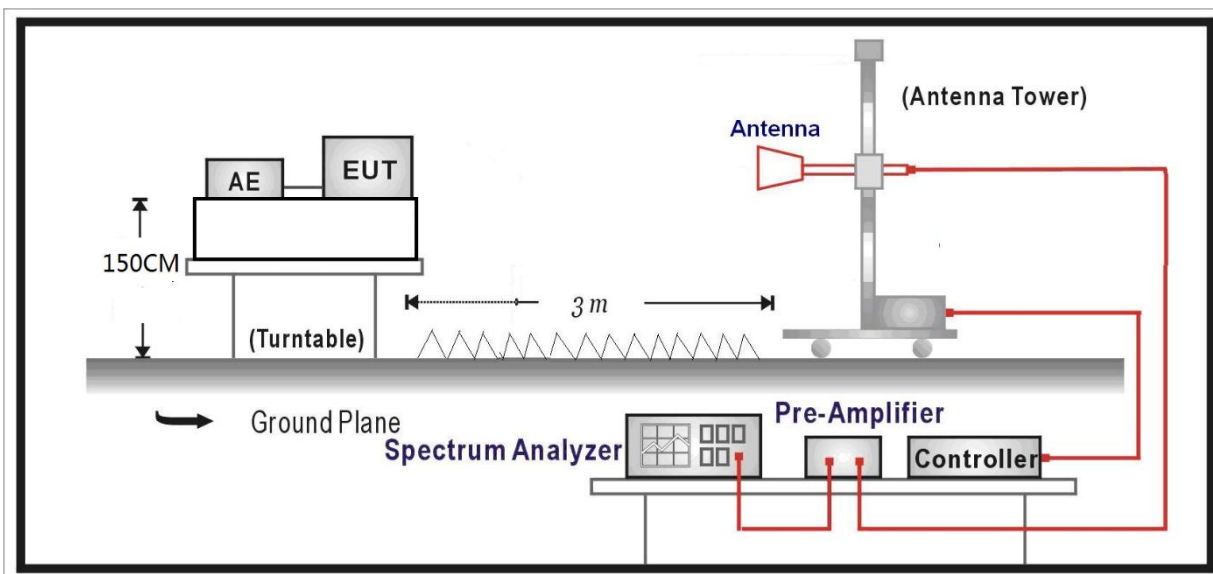 (Antenna Tower)
Antenna
AE
EUT
150CM
3 m
(Turntable)
Ground Plane
Pre-Amplifier
Spectrum Analyzer
Controller